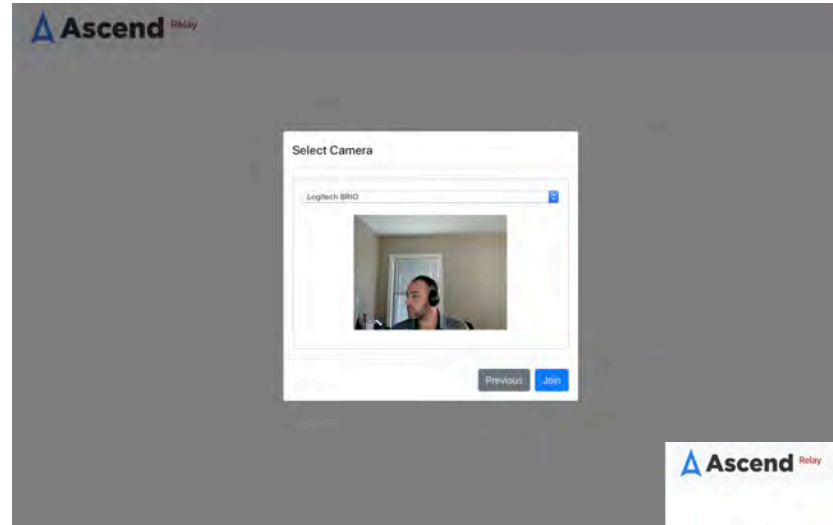 Ascend Relay
Select Camera
Logitech BRIO
Previous Join
Ascend Relay